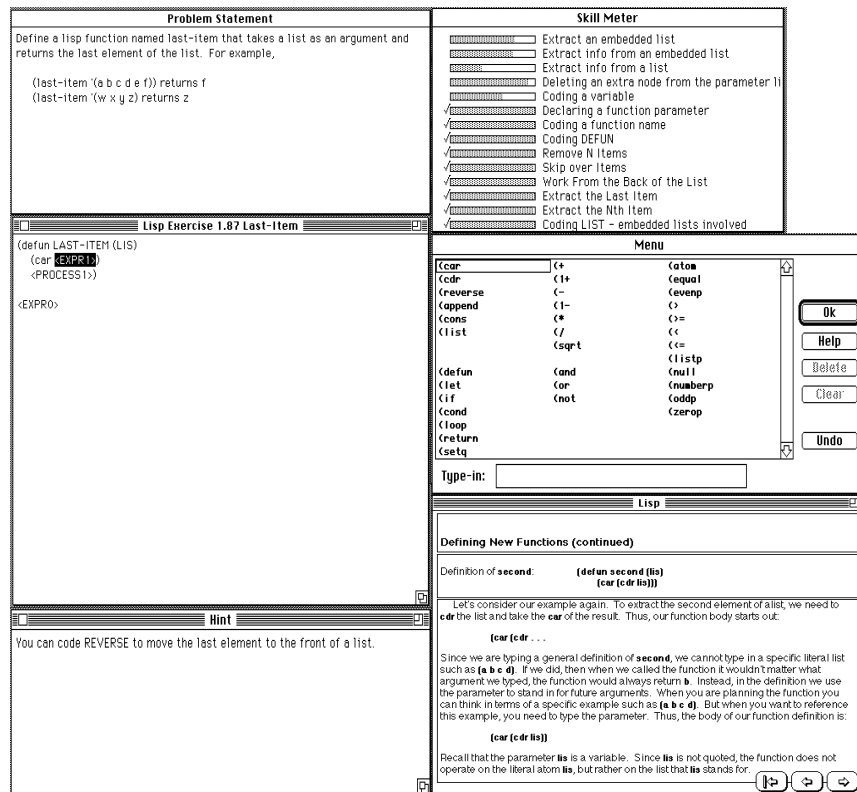 Problem Statement
Define a lisp function named last-item that takes a list as an argument and
returns the last element of the list. For example,
(last-item '(a b c d e f)) returns f
(last-item '(w x y z) returns z
Skill Meter
Extract an embedded list
Extract info from an embedded list
Extract info from a list
Deleting an extra node from the parameter li
Coding a variable
√ Declaring a function parameter
√ Coding a function name
√ Coding DEFUN
√ Remove N Items
√ Skip over Items
√ Work From the Back of the List
√ Extract the Last Item
√ Extract the Nth Item
√ Coding LIST - embedded lists involved
Lisp Exercise 1.87 Last-Item
(defun LAST-ITEM (LIS)
(car <EXPR1>)
<PROCESS1>)
<EXPR0>
Menu
(car (+ (atom
(cdr (1+ (equal
(reverse (- (evenp
(append (1- (>
(cons (* (>=
(list (/ (<
(sqrt (<=
(listp
(defun (and (null
(let (or (numberp
(if (not (oddp
(cond (zerop
(loop
(return
(setq
Ok
Help
Delete
Clear
Undo
Type-in:
Hint
You can code REVERSE to move the last element to the front of a list.
Lisp
Defining New Functions (continued)
Definition of second: (defun second (lis)
(car (cdr lis)))
Let's consider our example again. To extract the second element of alist, we need to
cdr the list and take the car of the result. Thus, our function body starts out:
(car (cdr . . .
Since we are typing a general definition of second, we cannot type in a specific literal list
such as (a b c d). If we did, then when we called the function it wouldn't matter what
argument we typed, the function would always return b. Instead, in the definition we use
the parameter to stand in for future arguments. When you are planning the function you
can think in terms of a specific example such as (a b c d). But when you want to reference
this example, you need to type the parameter. Thus, the body of our function definition is:
(car (cdr lis))
Recall that the parameter lis is a variable. Since lis is not quoted, the function does not
operate on the literal atom lis, but rather on the list that lis stands for.